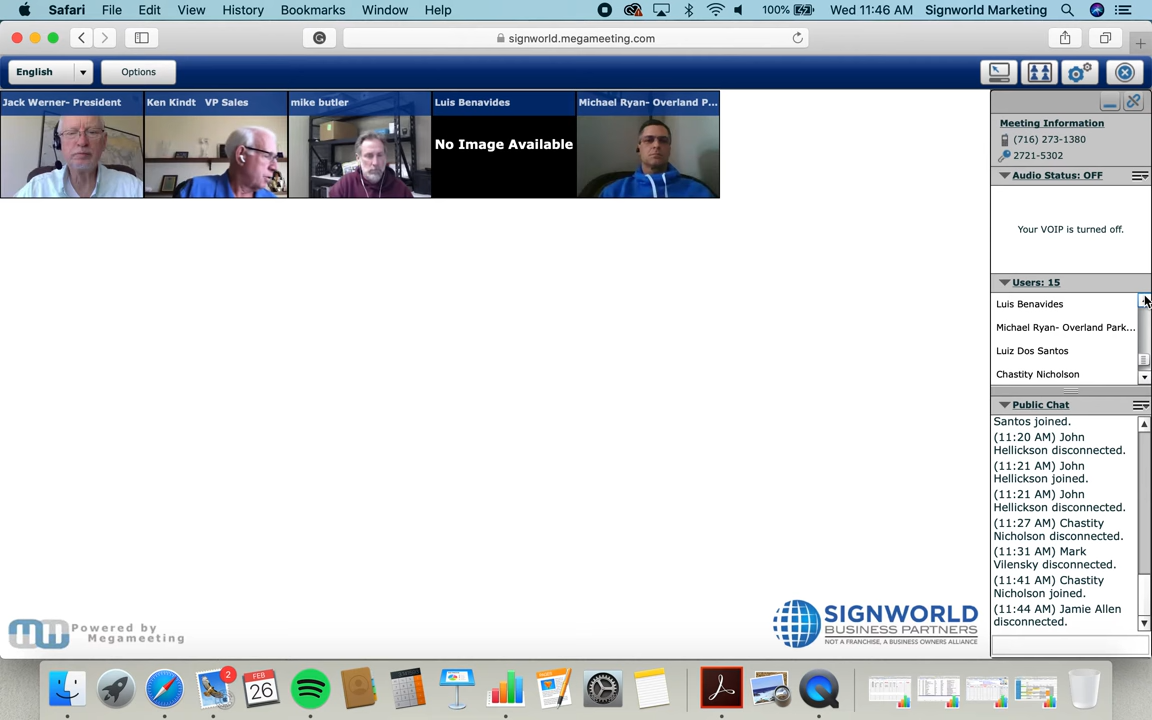 Safari File Edit View History Bookmarks Window Help 100% Wed 11:46 AM Signworld Marketing
signworld.megameeting.com
English Options
Jack Werner- President Ken Kindt VP Sales mike butler Luis Benavides Michael Ryan- Overland P...
No Image Available
Meeting Information
(716) 273-1380
2721-5302
Audio Status: OFF
Your VOIP is turned off.
Users: 15
Luis Benavides
Michael Ryan- Overland Park...
Luiz Dos Santos
Chastity Nicholson
Public Chat
Santos joined.
(11:20 AM) John
Hellickson disconnected.
(11:21 AM) John
Hellickson joined.
(11:21 AM) John
Hellickson disconnected.
(11:27 AM) Chastity
Nicholson disconnected.
(11:31 AM) Mark
Vilensky disconnected.
(11:41 AM) Chastity
Nicholson joined.
(11:44 AM) Jamie Allen
disconnected.
Powered by
Megameeting
SIGNWORLD
BUSINESS PARTNERS
NOT A FRANCHISE, A BUSINESS OWNERS ALLIANCE
2
FEB
26